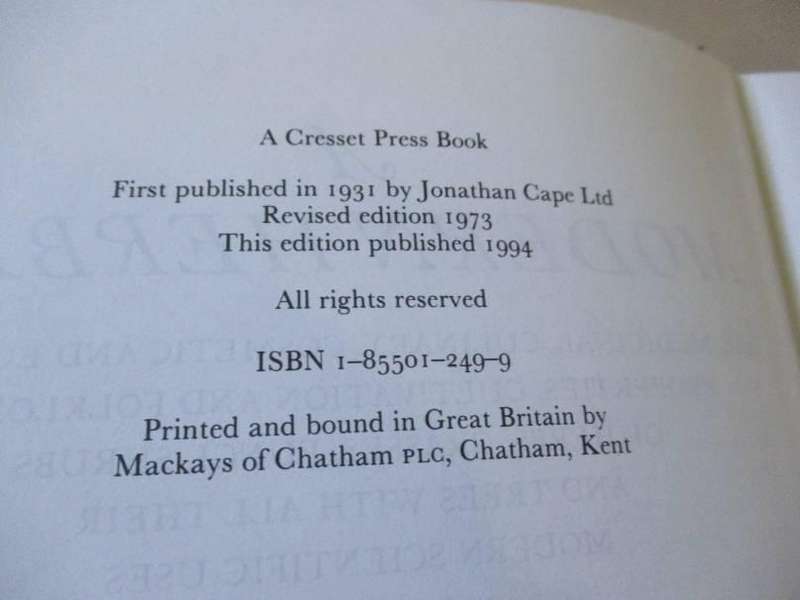 A Cresset Press Book
First published in 1931 by Jonathan Cape Ltd
Revised edition 1973
This edition published 1994
All rights reserved
ISBN 1–85501–249–9
Printed and bound in Great Britain by
Mackays of Chatham PLC, Chatham, Kent